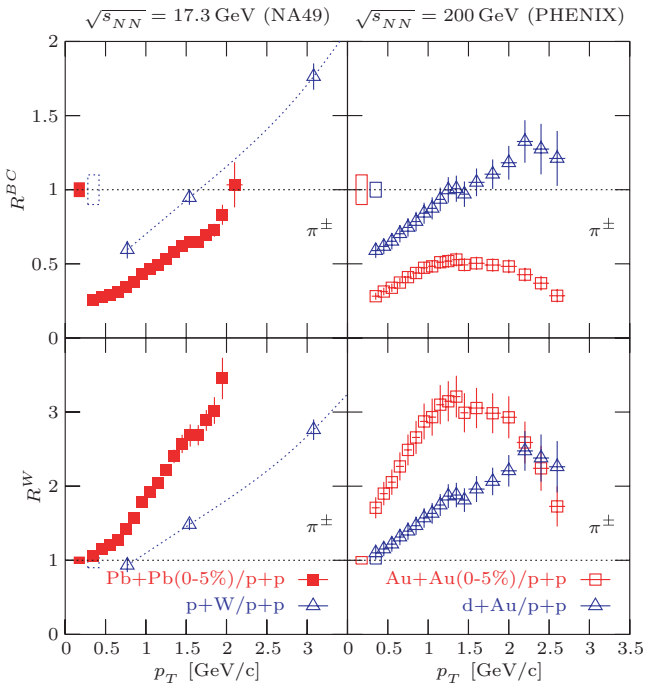 √s_NN = 17.3 GeV (NA49) √s_NN = 200 GeV (PHENIX)
2
1.5
1
0.5
0
R^BC
π±
π±
3
2
1
0
R^W
π±
π±
Pb+Pb(0-5%)/p+p
p+W/p+p
Au+Au(0-5%)/p+p
d+Au/p+p
0 0.5 1 1.5 2 2.5 3 0.5 1 1.5 2 2.5 3 3.5
p_T [GeV/c] p_T [GeV/c]